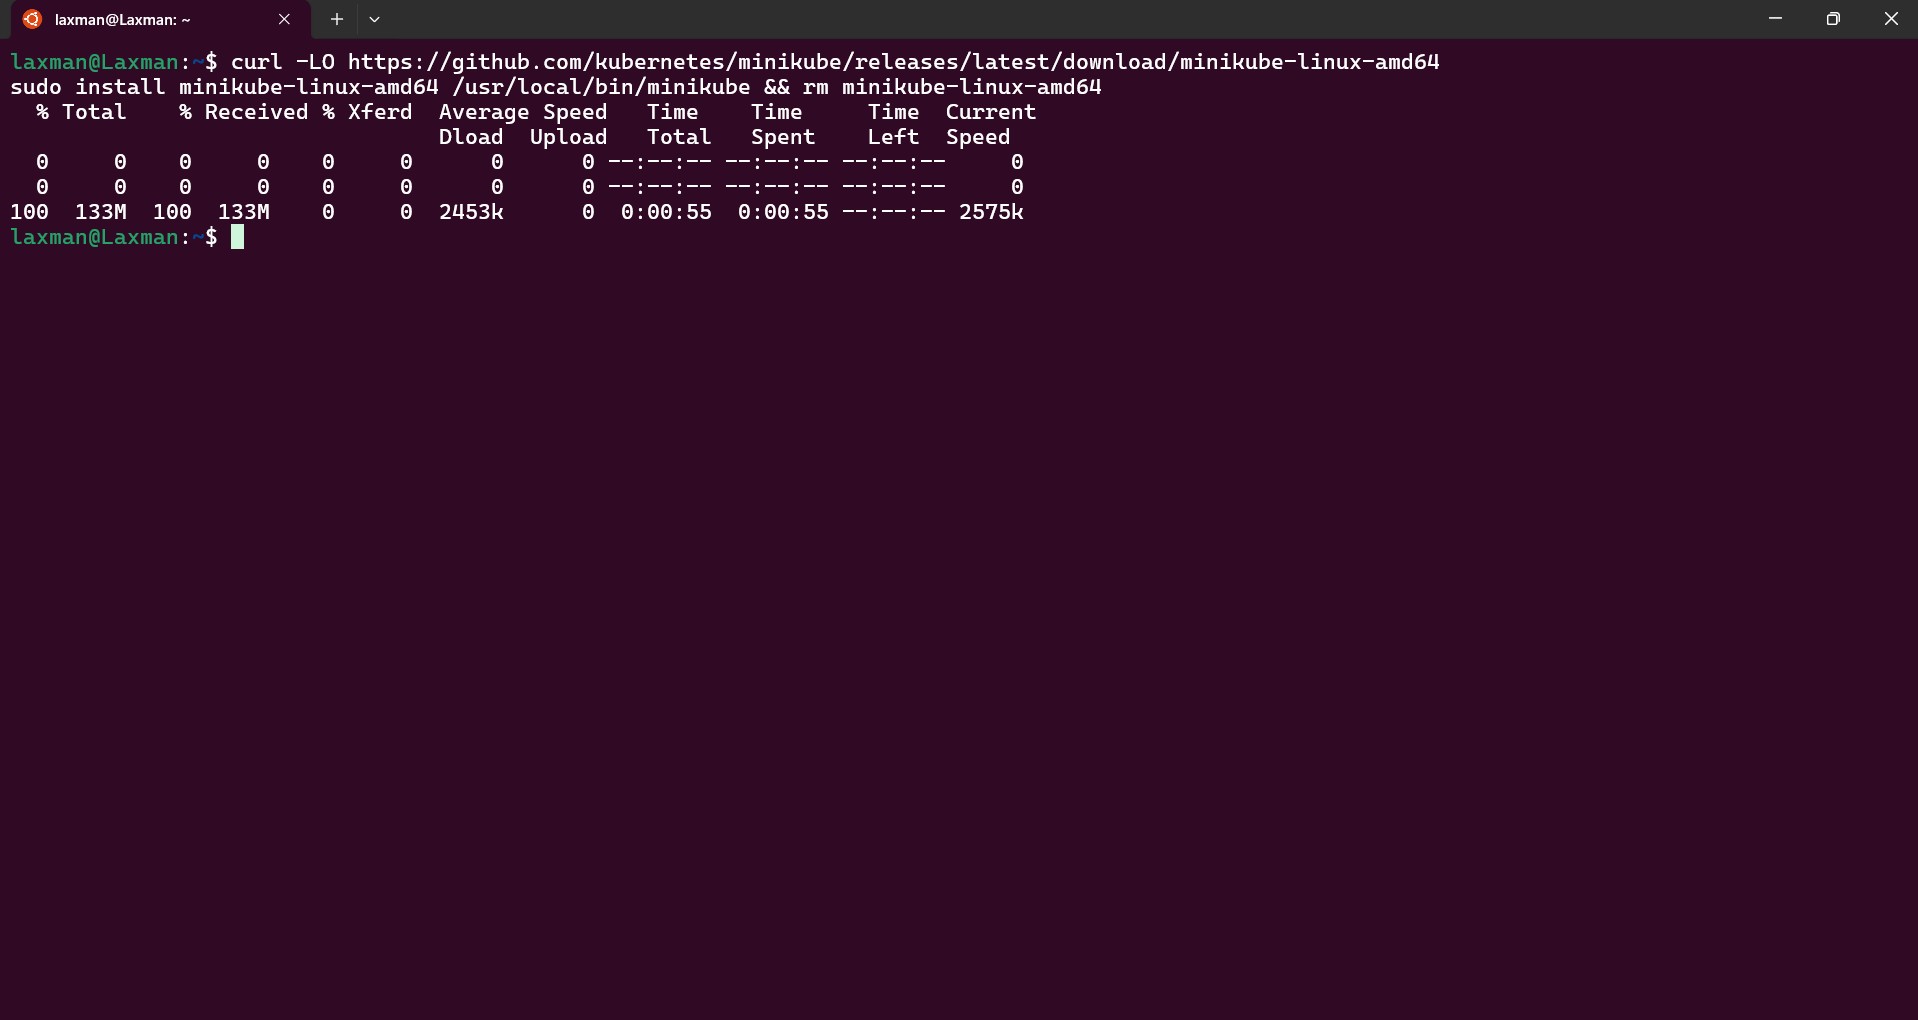 laxman@Laxman: ~
laxman@Laxman:~$ curl -LO https://github.com/kubernetes/minikube/releases/latest/download/minikube-linux-amd64
sudo install minikube-linux-amd64 /usr/local/bin/minikube && rm minikube-linux-amd64
  % Total    % Received % Xferd  Average Speed   Time    Time     Time  Current
                                 Dload  Upload   Total   Spent    Left  Speed
  0     0    0     0    0     0      0      0 --:--:-- --:--:-- --:--:--     0
  0     0    0     0    0     0      0      0 --:--:-- --:--:-- --:--:--     0
100  133M  100  133M    0     0  2453k      0  0:00:55  0:00:55 --:--:-- 2575k
laxman@Laxman:~$